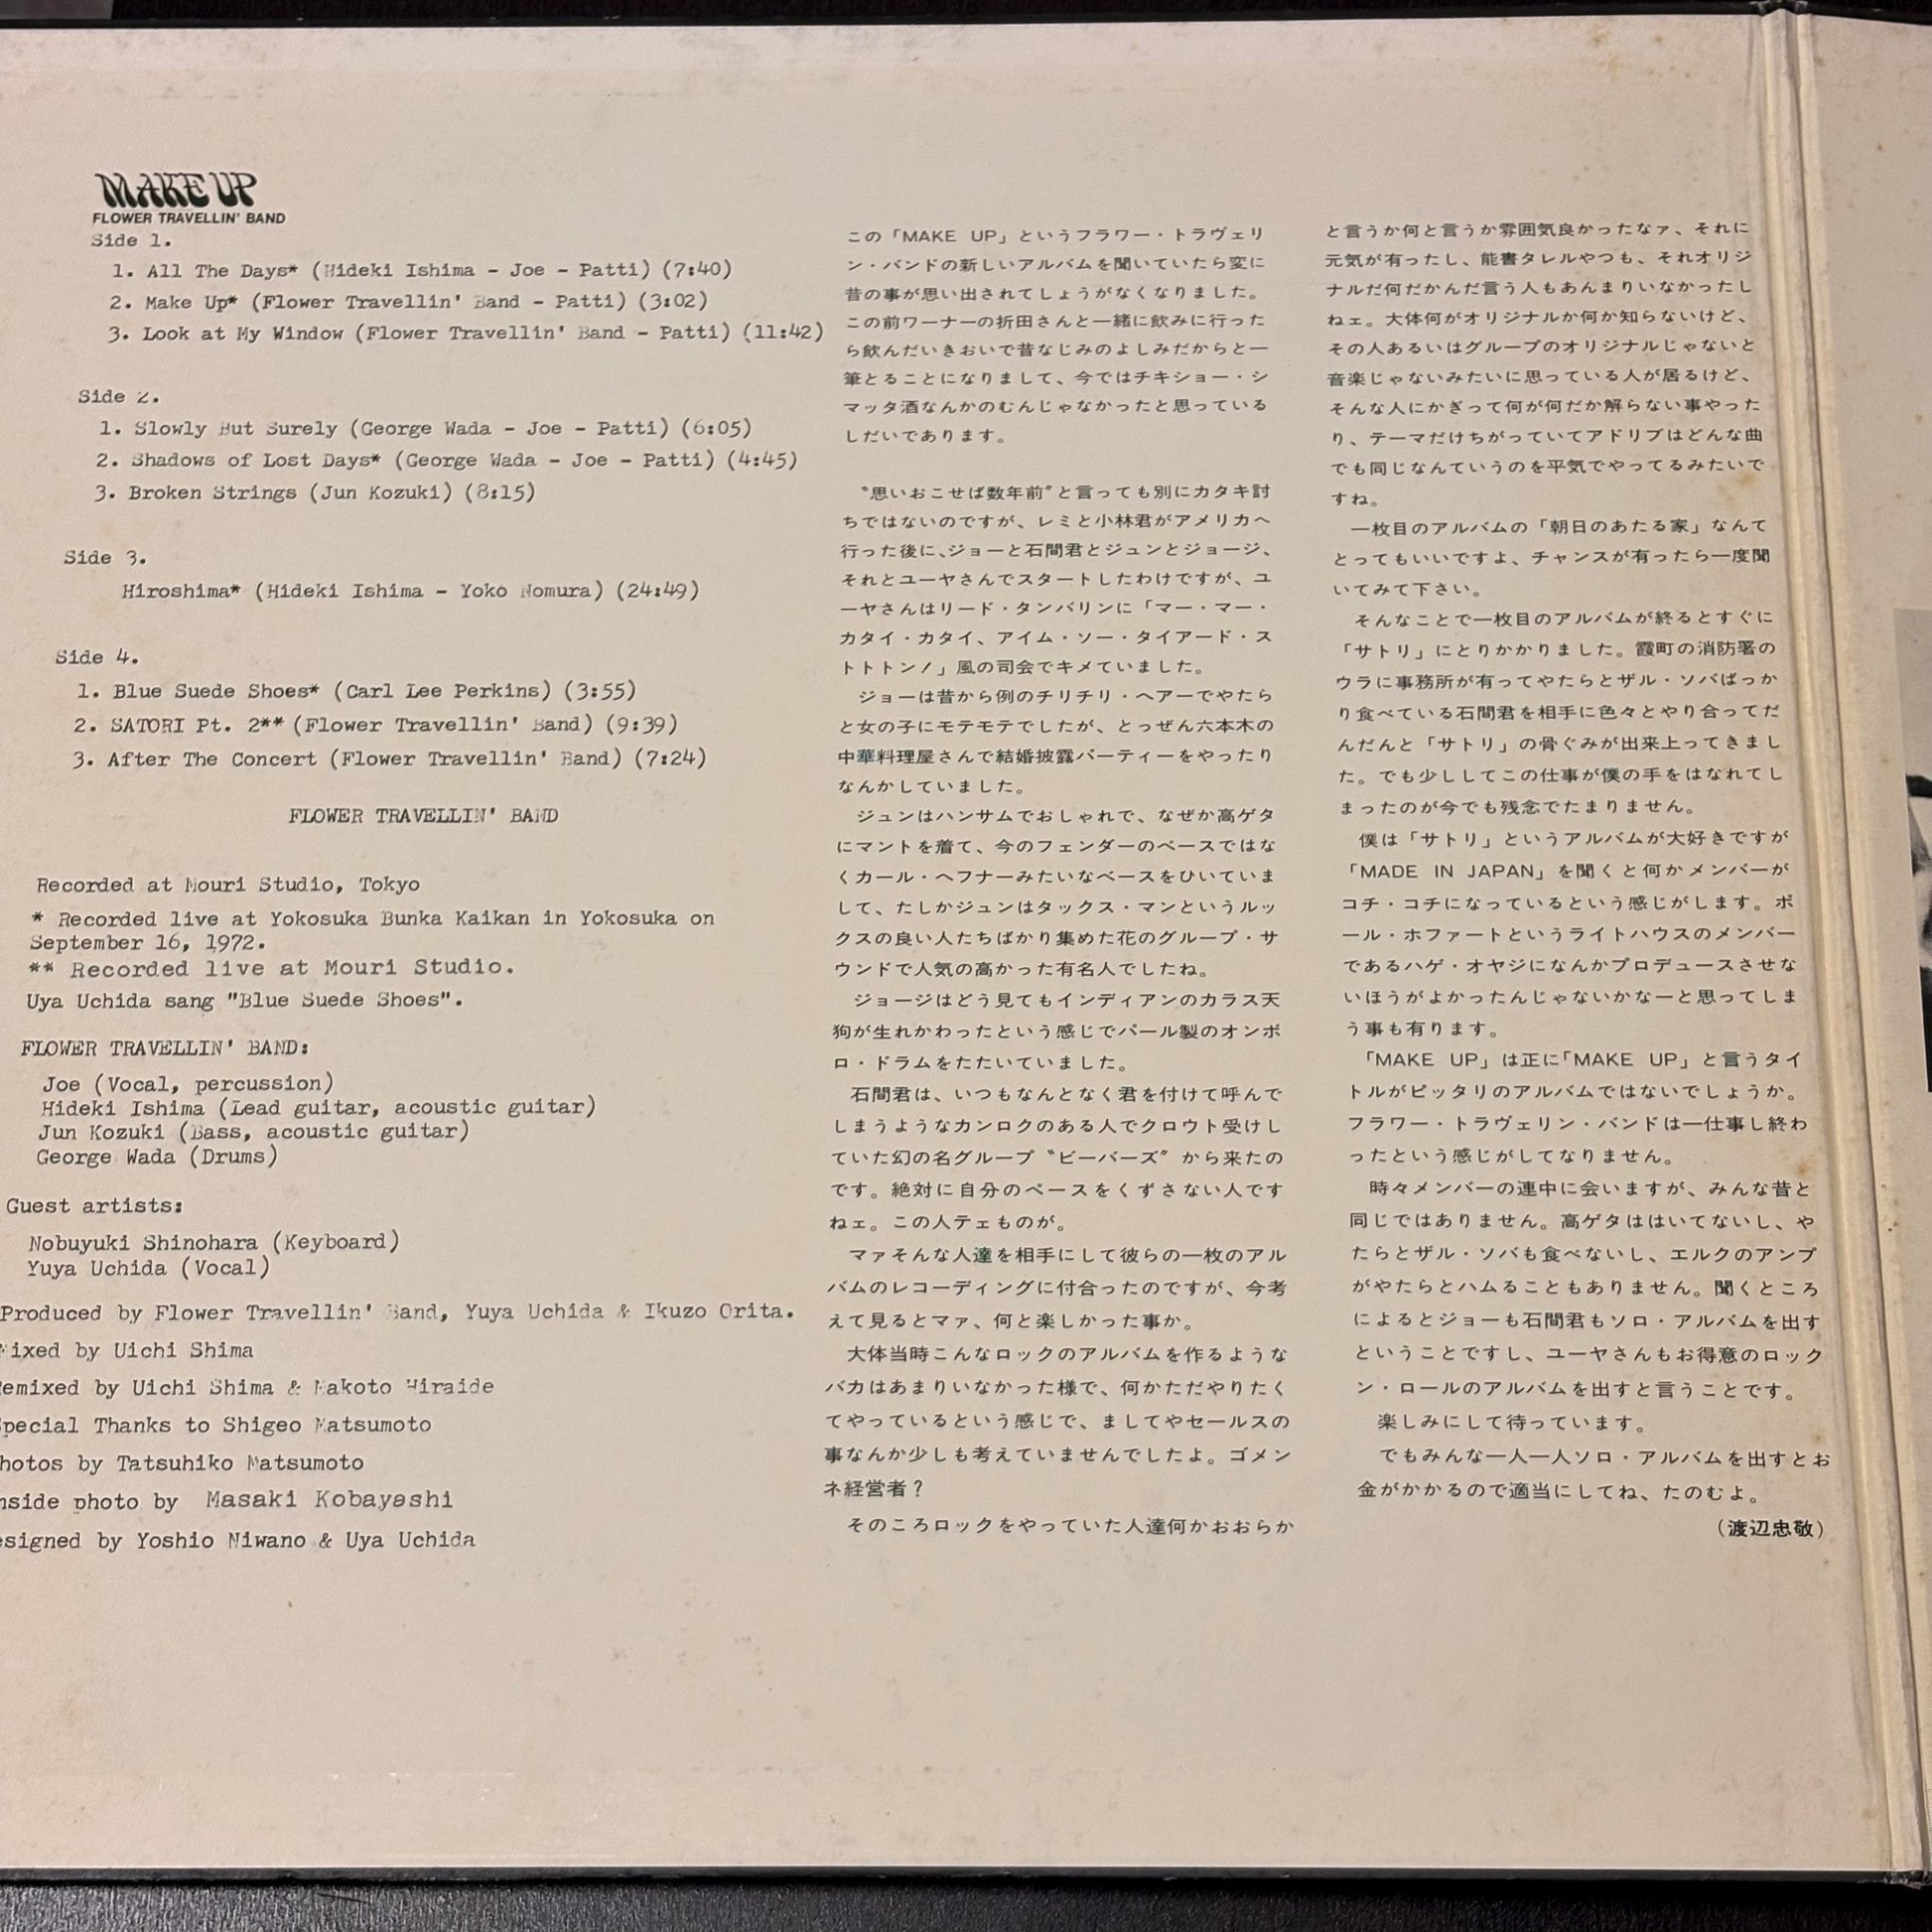 MAKE UP
FLOWER TRAVELLIN' BAND
Side 1.
1. All The Days* (Hideki Ishima - Joe - Patti) (7:40)
2. Make Up* (Flower Travellin' Band - Patti) (3:02)
3. Look at My Window (Flower Travellin' Band - Patti) (11:42)
Side 2.
1. Slowly But Surely (George Wada - Joe - Patti) (6:05)
2. Shadows of Lost Days* (George Wada - Joe - Patti) (4:45)
3. Broken Strings (Jun Kozuki) (8:15)
Side 3.
Hiroshima* (Hideki Ishima - Yoko Nomura) (24:49)
Side 4.
1. Blue Suede Shoes* (Carl Lee Perkins) (3:55)
2. SATORI Pt. 2** (Flower Travellin' Band) (9:39)
3. After The Concert (Flower Travellin' Band) (7:24)
FLOWER TRAVELLIN' BAND
Recorded at Mouri Studio, Tokyo
* Recorded live at Yokosuka Bunka Kaikan in Yokosuka on
September 16, 1972.
** Recorded live at Mouri Studio.
Uya Uchida sang "Blue Suede Shoes".
FLOWER TRAVELLIN' BAND:
Joe (Vocal, percussion)
Hideki Ishima (Lead guitar, acoustic guitar)
Jun Kozuki (Bass, acoustic guitar)
George Wada (Drums)
Guest artists:
Nobuyuki Shinohara (Keyboard)
Yuya Uchida (Vocal)
Produced by Flower Travellin' Band, Yuya Uchida & Ikuzo Orita.
ixed by Uichi Shima
emixed by Uichi Shima & Makoto Hiraide
pecial Thanks to Shigeo Matsumoto
hotos by Tatsuhiko Matsumoto
nside photo by Masaki Kobayashi
esigned by Yoshio Niwano & Uya Uchida
この「MAKE UP」というフラワー・トラヴェリ
ン・バンドの新しいアルバムを聞いていたら変に
昔の事が思い出されてしょうがなくなりました。
この前ワーナーの折田さんと一緒に飲みに行った
ら飲んだいきおいで昔なじみのよしみだからと一
筆とることになりまして、今ではチキショー・シ
マッタ酒なんかのむんじゃなかったと思っている
しだいであります。
〝思いおこせば数年前〟と言っても別にカタキ討
ちではないのですが、レミと小林君がアメリカへ
行った後に、ジョーと石間君とジュンとジョージ、
それとユーヤさんでスタートしたわけですが、ユ
ーヤさんはリード・タンバリンに「マー・マー・
カタイ・カタイ、アイム・ソー・タイアード・ス
トトトン!」風の司会でキメていました。
ジョーは昔から例のチリチリ・ヘアーでやたら
と女の子にモテモテでしたが、とっぜん六本木の
中華料理屋さんで結婚披露パーティーをやったり
なんかしていました。
ジュンはハンサムでおしゃれで、なぜか高ゲタ
にマントを着て、今のフェンダーのベースではな
くカール・ヘフナーみたいなベースをひいていま
して、たしかジュンはタックス・マンというルッ
クスの良い人たちばかり集めた花のグループ・サ
ウンドで人気の高かった有名人でしたね。
ジョージはどう見てもインディアンのカラス天
狗が生れかわったという感じでパール製のオンボ
ロ・ドラムをたたいていました。
石間君は、いつもなんとなく君を付けて呼んで
しまうようなカンロクのある人でクロウト受けし
ていた幻の名グループ〝ビーバーズ〟から来たの
です。絶対に自分のペースをくずさない人です
ねェ。この人テェものが。
マァそんな人達を相手にして彼らの一枚のアル
バムのレコーディングに付合ったのですが、今考
えて見るとマァ、何と楽しかった事か。
大体当時こんなロックのアルバムを作るような
バカはあまりいなかった様で、何かただやりたく
てやっているという感じで、ましてやセールスの
事なんか少しも考えていませんでしたよ。ゴメン
ネ経営者?
そのころロックをやっていた人達何かおおらか
と言うか何と言うか雰囲気良かったなァ、それに
元気が有ったし、能書タレルやつも、それオリジ
ナルだ何だかんだ言う人もあんまりいなかったし
ねェ。大体何がオリジナルか何か知らないけど、
その人あるいはグループのオリジナルじゃないと
音楽じゃないみたいに思っている人が居るけど、
そんな人にかぎって何が何だか解らない事やった
り、テーマだけちがっていてアドリブはどんな曲
でも同じなんていうのを平気でやってるみたいで
すね。
一枚目のアルバムの「朝日のあたる家」なんて
とってもいいですよ、チャンスが有ったら一度聞
いてみて下さい。
そんなことで一枚目のアルバムが終るとすぐに
「サトリ」にとりかかりました。霞町の消防署の
ウラに事務所が有ってやたらとザル・ソバばっか
り食べている石間君を相手に色々とやり合ってだ
んだんと「サトリ」の骨ぐみが出来上ってきまし
た。でも少ししてこの仕事が僕の手をはなれてし
まったのが今でも残念でたまりません。
僕は「サトリ」というアルバムが大好きですが
「MADE IN JAPAN」を聞くと何かメンバーが
コチ・コチになっているという感じがします。ポ
ール・ホファートというライトハウスのメンバー
であるハゲ・オヤジになんかプロデュースさせな
いほうがよかったんじゃないかなーと思ってしま
う事も有ります。
「MAKE UP」は正に「MAKE UP」と言うタイ
トルがピッタリのアルバムではないでしょうか。
フラワー・トラヴェリン・バンドは一仕事し終わ
ったという感じがしてなりません。
時々メンバーの連中に会いますが、みんな昔と
同じではありません。高ゲタははいてないし、や
たらとザル・ソバも食べないし、エルクのアンプ
がやたらとハムることもありません。聞くところ
によるとジョーも石間君もソロ・アルバムを出す
ということですし、ユーヤさんもお得意のロック
ン・ロールのアルバムを出すと言うことです。
楽しみにして待っています。
でもみんな一人一人ソロ・アルバムを出すとお
金がかかるので適当にしてね、たのむよ。
(渡辺忠敬)